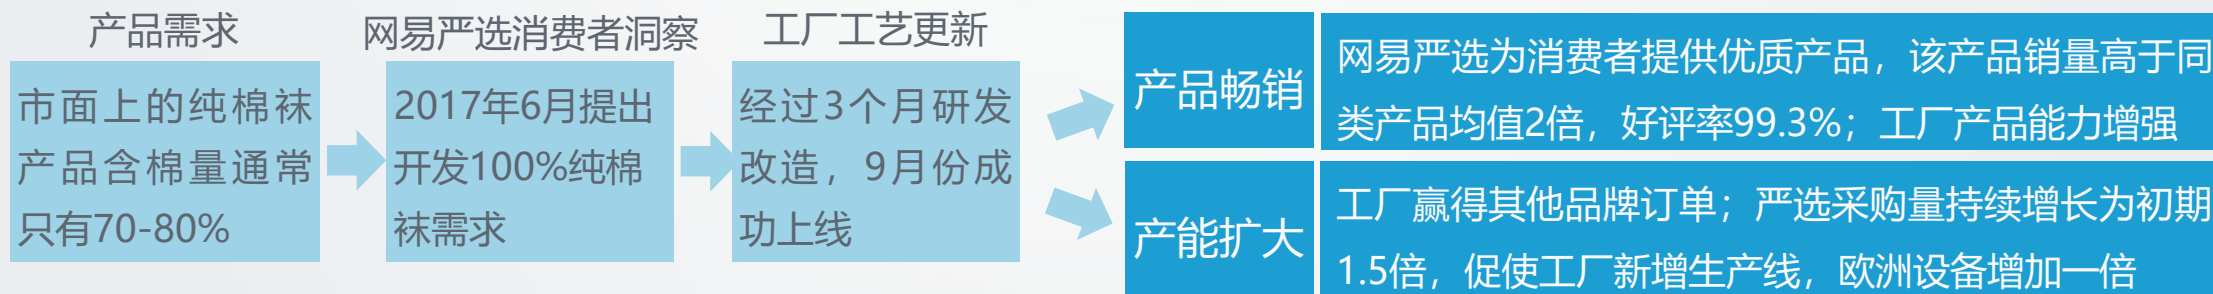 产品需求
市面上的纯棉袜
产品含棉量通常
只有70-80%
网易严选消费者洞察
2017年6月提出
开发100%纯棉
袜需求
工厂工艺更新
经过3个月研发
改造，9月份成
功上线
产品畅销
网易严选为消费者提供优质产品，该产品销量高于同
类产品均值2倍，好评率99.3%；工厂产品能力增强
产能扩大
工厂赢得其他品牌订单；严选采购量持续增长为初期
1.5倍，促使工厂新增生产线，欧洲设备增加一倍